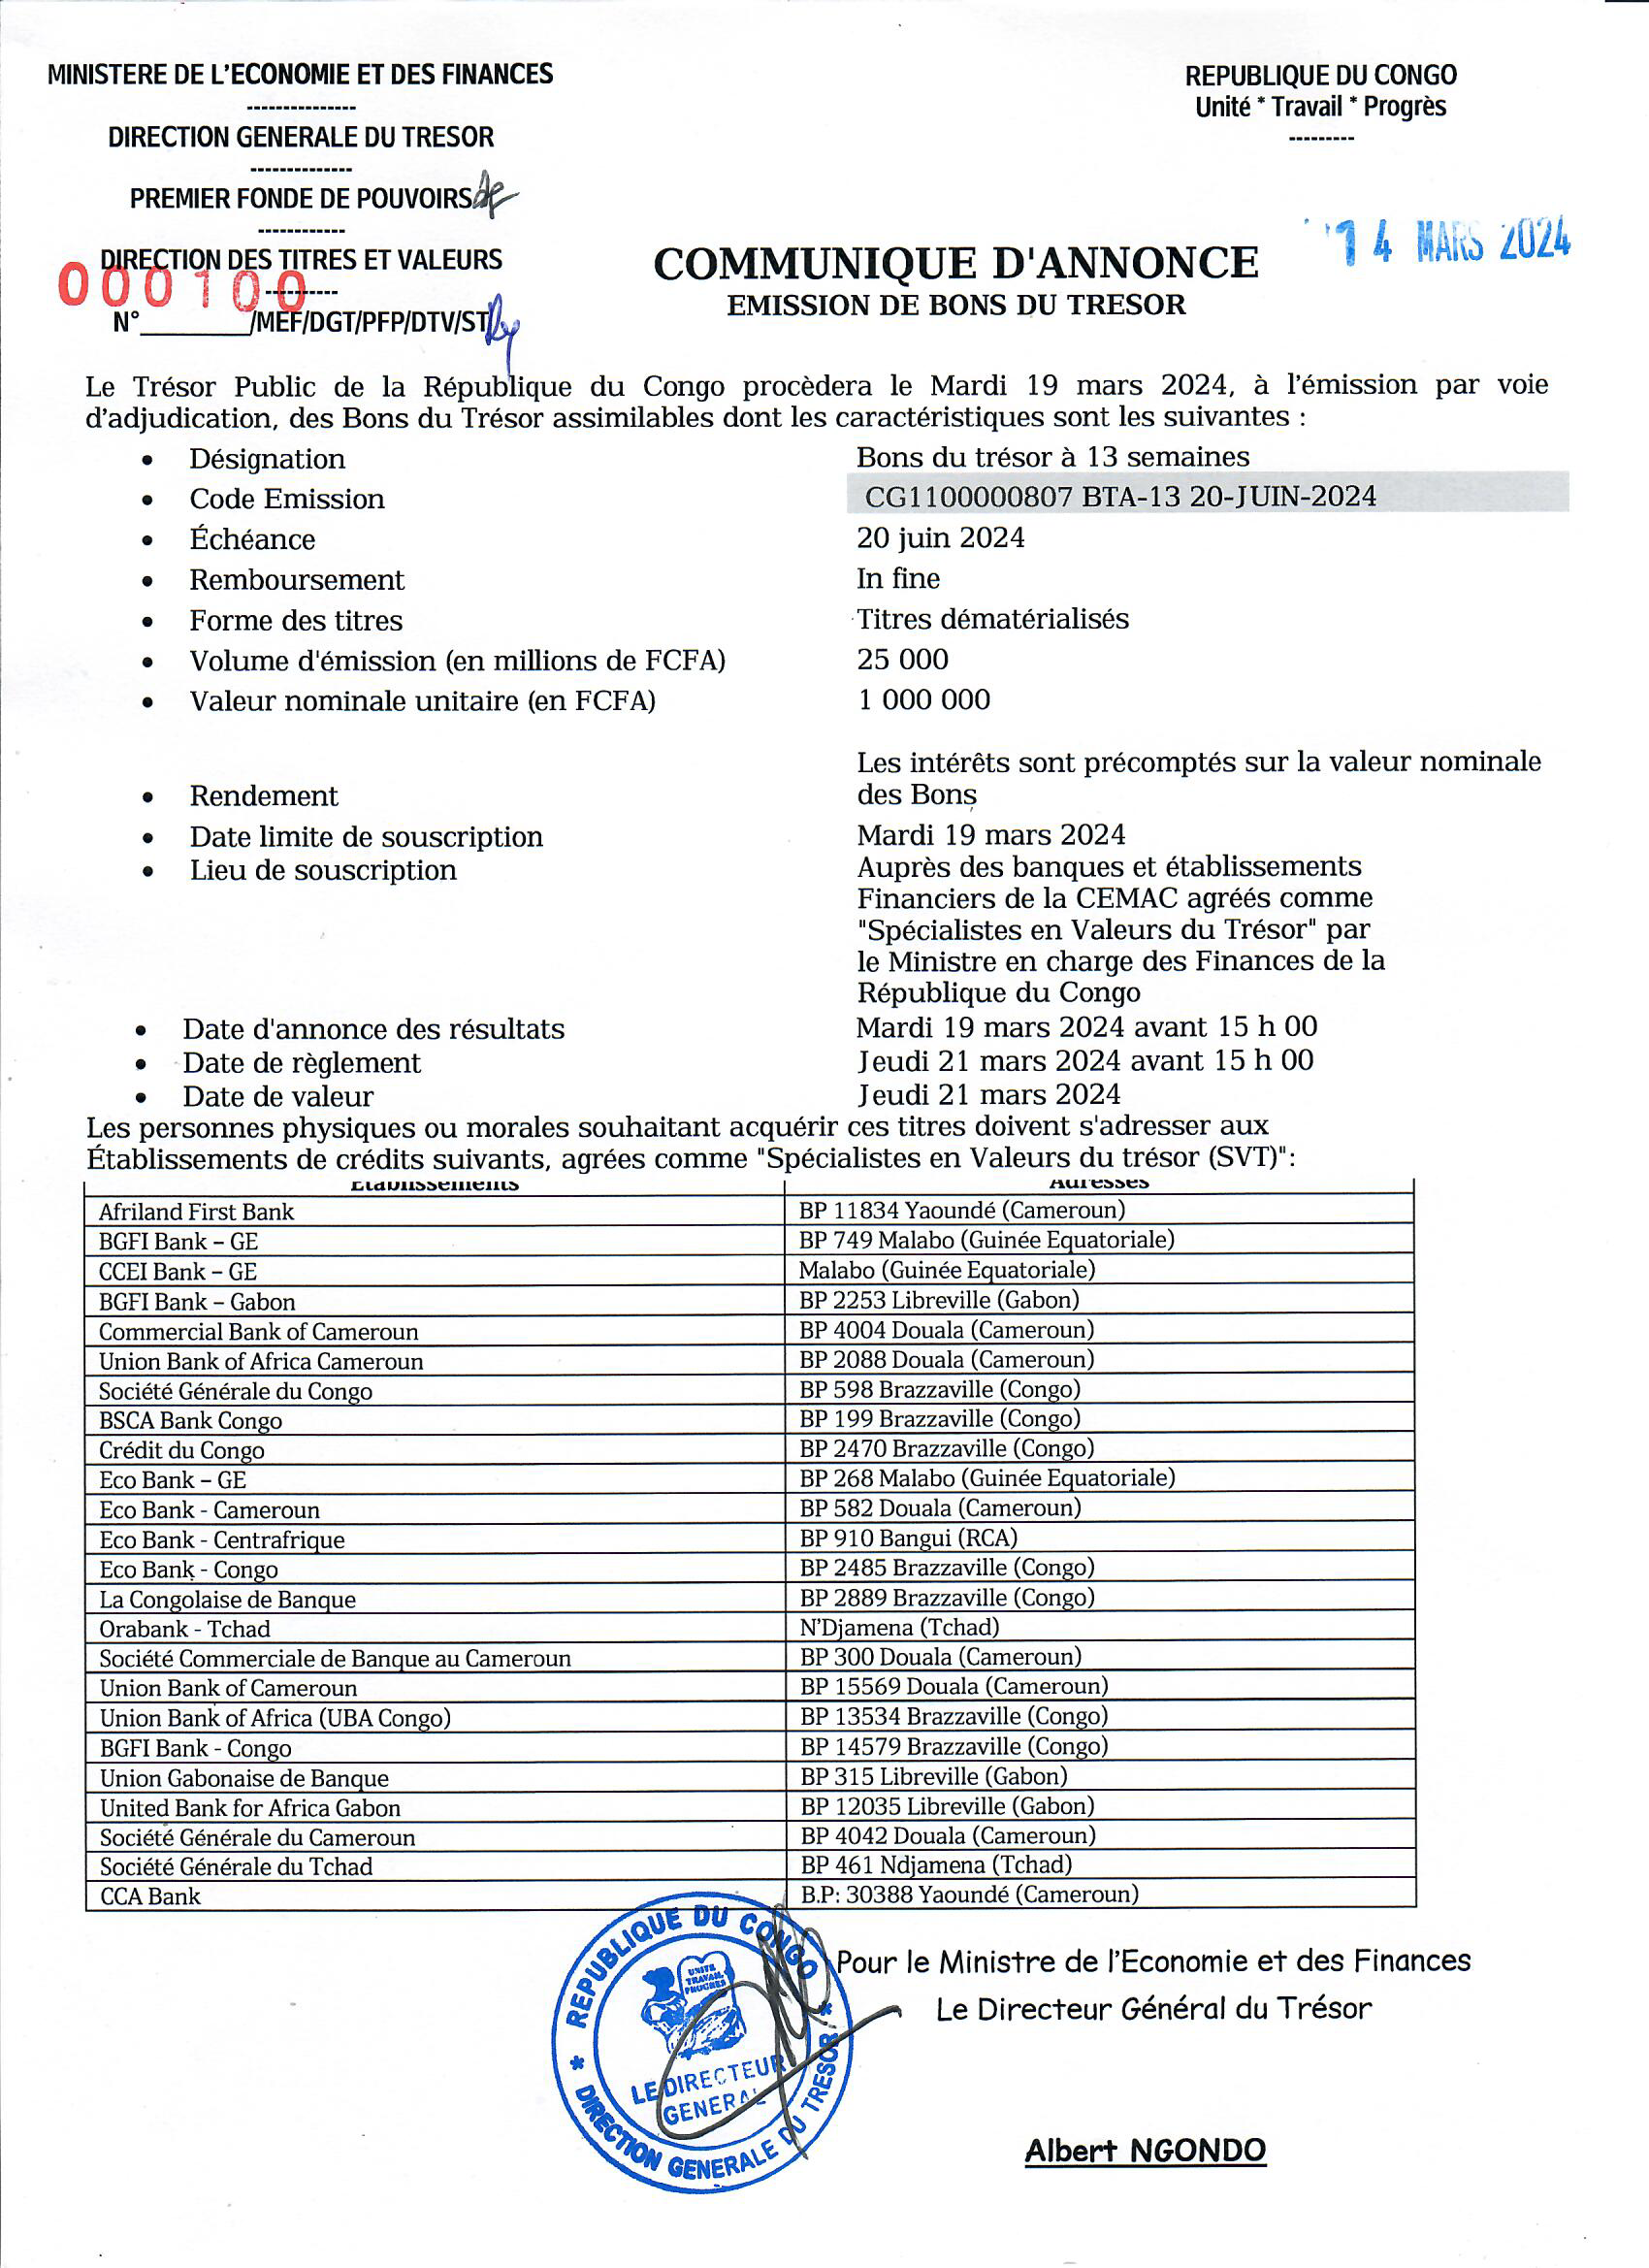 MINISTERE DE L'ECONOMIE ET DES FINANCES
---------------
DIRECTION GENERALE DU TRESOR
--------------
PREMIER FONDE DE POUVOIRS
------------
DIRECTION DES TITRES ET VALEURS
----------
000100
N°________/MEF/DGT/PFP/DTV/ST
REPUBLIQUE DU CONGO
Unité * Travail * Progrès
---------
14 MARS 2024
COMMUNIQUE D'ANNONCE
EMISSION DE BONS DU TRESOR
Le Trésor Public de la République du Congo procèdera le Mardi 19 mars 2024, à l'émission par voie
d'adjudication, des Bons du Trésor assimilables dont les caractéristiques sont les suivantes :
• Désignation Bons du trésor à 13 semaines
• Code Emission CG1100000807 BTA-13 20-JUIN-2024
• Échéance 20 juin 2024
• Remboursement In fine
• Forme des titres Titres dématérialisés
• Volume d'émission (en millions de FCFA) 25 000
• Valeur nominale unitaire (en FCFA) 1 000 000
Les intérêts sont précomptés sur la valeur nominale
• Rendement des Bons
• Date limite de souscription Mardi 19 mars 2024
• Lieu de souscription Auprès des banques et établissements
Financiers de la CEMAC agréés comme
"Spécialistes en Valeurs du Trésor" par
le Ministre en charge des Finances de la
République du Congo
• Date d'annonce des résultats Mardi 19 mars 2024 avant 15 h 00
• Date de règlement Jeudi 21 mars 2024 avant 15 h 00
• Date de valeur Jeudi 21 mars 2024
Les personnes physiques ou morales souhaitant acquérir ces titres doivent s'adresser aux
Établissements de crédits suivants, agrées comme "Spécialistes en Valeurs du trésor (SVT)":
Etablissements Adresses
Afriland First Bank BP 11834 Yaoundé (Cameroun)
BGFI Bank – GE BP 749 Malabo (Guinée Equatoriale)
CCEI Bank – GE Malabo (Guinée Equatoriale)
BGFI Bank – Gabon BP 2253 Libreville (Gabon)
Commercial Bank of Cameroun BP 4004 Douala (Cameroun)
Union Bank of Africa Cameroun BP 2088 Douala (Cameroun)
Société Générale du Congo BP 598 Brazzaville (Congo)
BSCA Bank Congo BP 199 Brazzaville (Congo)
Crédit du Congo BP 2470 Brazzaville (Congo)
Eco Bank – GE BP 268 Malabo (Guinée Equatoriale)
Eco Bank - Cameroun BP 582 Douala (Cameroun)
Eco Bank - Centrafrique BP 910 Bangui (RCA)
Eco Bank - Congo BP 2485 Brazzaville (Congo)
La Congolaise de Banque BP 2889 Brazzaville (Congo)
Orabank - Tchad N'Djamena (Tchad)
Société Commerciale de Banque au Cameroun BP 300 Douala (Cameroun)
Union Bank of Cameroun BP 15569 Douala (Cameroun)
Union Bank of Africa (UBA Congo) BP 13534 Brazzaville (Congo)
BGFI Bank - Congo BP 14579 Brazzaville (Congo)
Union Gabonaise de Banque BP 315 Libreville (Gabon)
United Bank for Africa Gabon BP 12035 Libreville (Gabon)
Société Générale du Cameroun BP 4042 Douala (Cameroun)
Société Générale du Tchad BP 461 Ndjamena (Tchad)
CCA Bank B.P: 30388 Yaoundé (Cameroun)
Pour le Ministre de l'Economie et des Finances
Le Directeur Général du Trésor
REPUBLIQUE DU CONGO
UNITE
TRAVAIL
PROGRES
LE DIRECTEUR
GENERAL
* DIRECTION GENERALE DU TRESOR *
Albert NGONDO